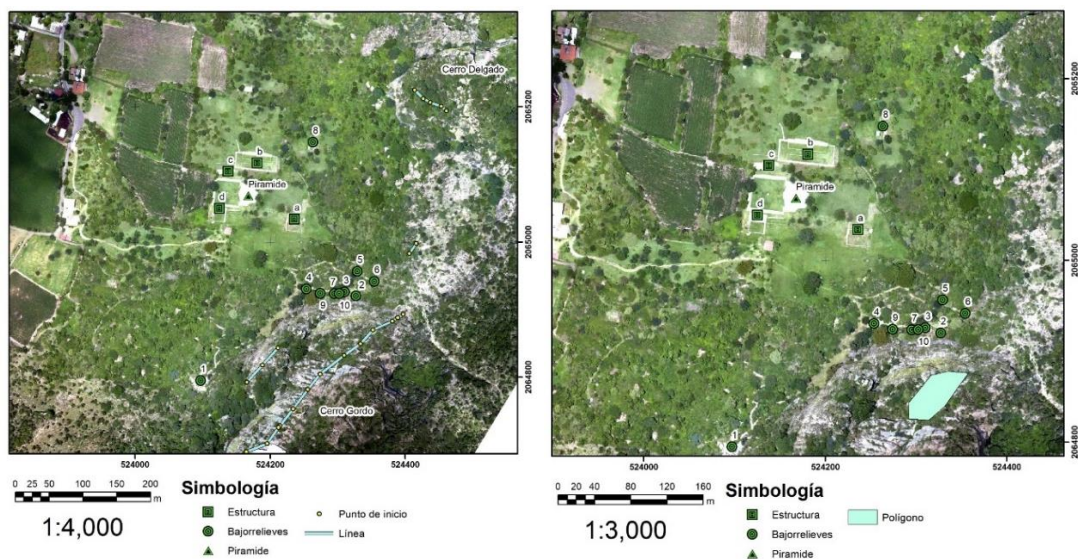 Cerro Delgado
2065200
8
b
c
Piramide
d
a
2065000
5
4
6
7
3
2
9
10
2064800
1
Cerro Gordo
524000
524200
524400
0 25 50 100 150 200
m
1:4,000
Simbología
Estructura
Bajorrelieves
Piramide
Punto de inicio
Línea
2065200
8
b
c
Piramide
d
a
2065000
5
6
4
9
7
3
2
10
2064800
1
524000
524200
524400
0 20 40 80 120 160
m
1:3,000
Simbología
Estructura
Bajorrelieves
Piramide
Polígono